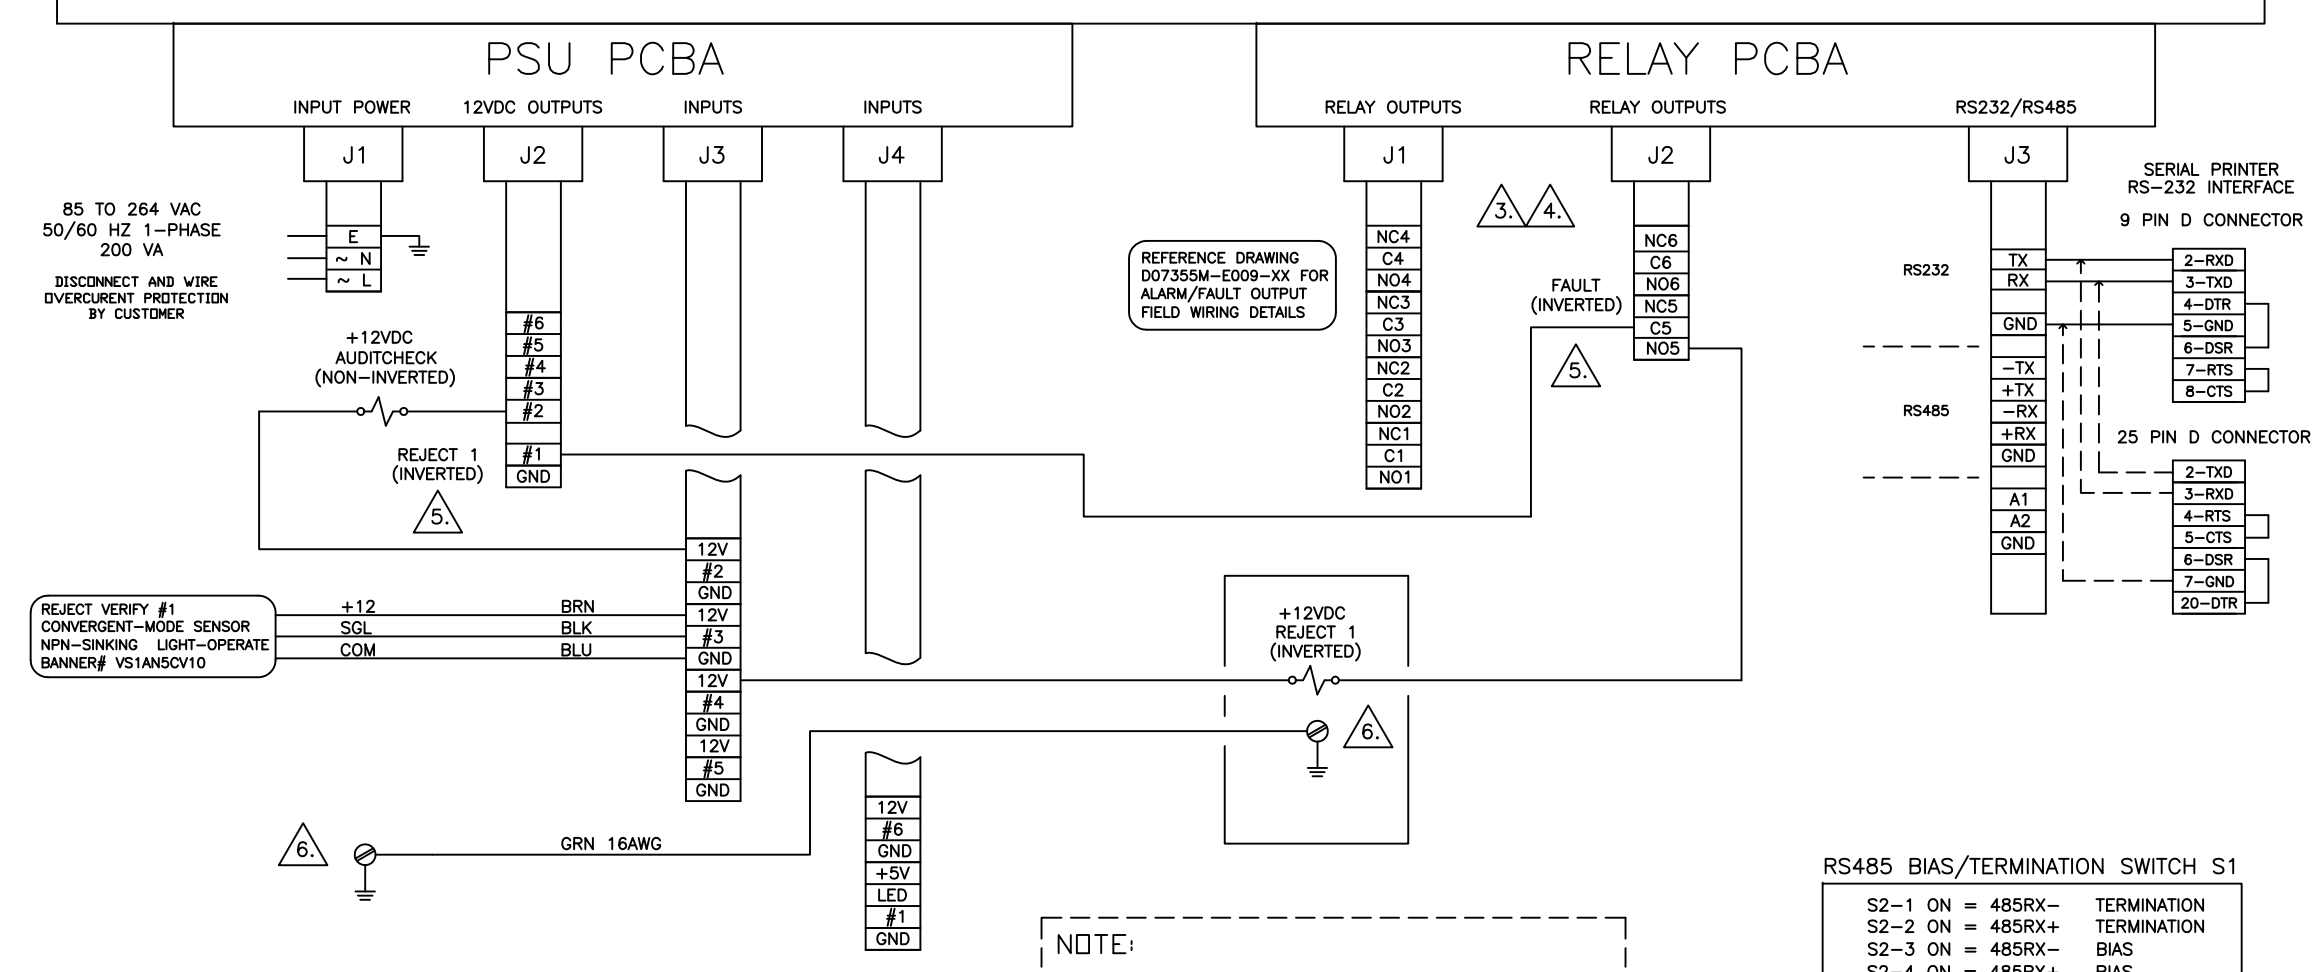 PSU PCBA
INPUT POWER
12VDC OUTPUTS
INPUTS
INPUTS
J1
J2
J3
J4
85 TO 264 VAC
50/60 HZ 1-PHASE
200 VA
DISCONNECT AND WIRE
OVERCURENT PROTECTION
BY CUSTOMER
E
~ N
~ L
#6
#5
#4
#3
#2
#1
GND
+12VDC
AUDITCHECK
(NON-INVERTED)
REJECT 1
(INVERTED)
5.
12V
#2
GND
12V
#3
GND
12V
#4
GND
12V
#5
GND
REJECT VERIFY #1
CONVERGENT-MODE SENSOR
NPN-SINKING LIGHT-OPERATE
BANNER# VS1AN5CV10
+12 BRN
SGL BLK
COM BLU
6.
GRN 16AWG
12V
#6
GND
+5V
LED
#1
GND
RELAY PCBA
RELAY OUTPUTS
RELAY OUTPUTS
RS232/RS485
J1
J2
J3
3.
4.
REFERENCE DRAWING
D07355M-E009-XX FOR
ALARM/FAULT OUTPUT
FIELD WIRING DETAILS
NC4
C4
NO4
NC3
C3
NO3
NC2
C2
NO2
NC1
C1
NO1
FAULT
(INVERTED)
5.
NC6
C6
NO6
NC5
C5
NO5
+12VDC
REJECT 1
(INVERTED)
6.
RS232
RS485
TX
RX
GND
-TX
+TX
-RX
+RX
GND
A1
A2
GND
SERIAL PRINTER
RS-232 INTERFACE
9 PIN D CONNECTOR
2-RXD
3-TXD
4-DTR
5-GND
6-DSR
7-RTS
8-CTS
25 PIN D CONNECTOR
2-TXD
3-RXD
4-RTS
5-CTS
6-DSR
7-GND
20-DTR
NOTE:
RS485 BIAS/TERMINATION SWITCH S1
S2-1 ON = 485RX- TERMINATION
S2-2 ON = 485RX+ TERMINATION
S2-3 ON = 485RX- BIAS
S2-4 ON = 485RX+ BIAS